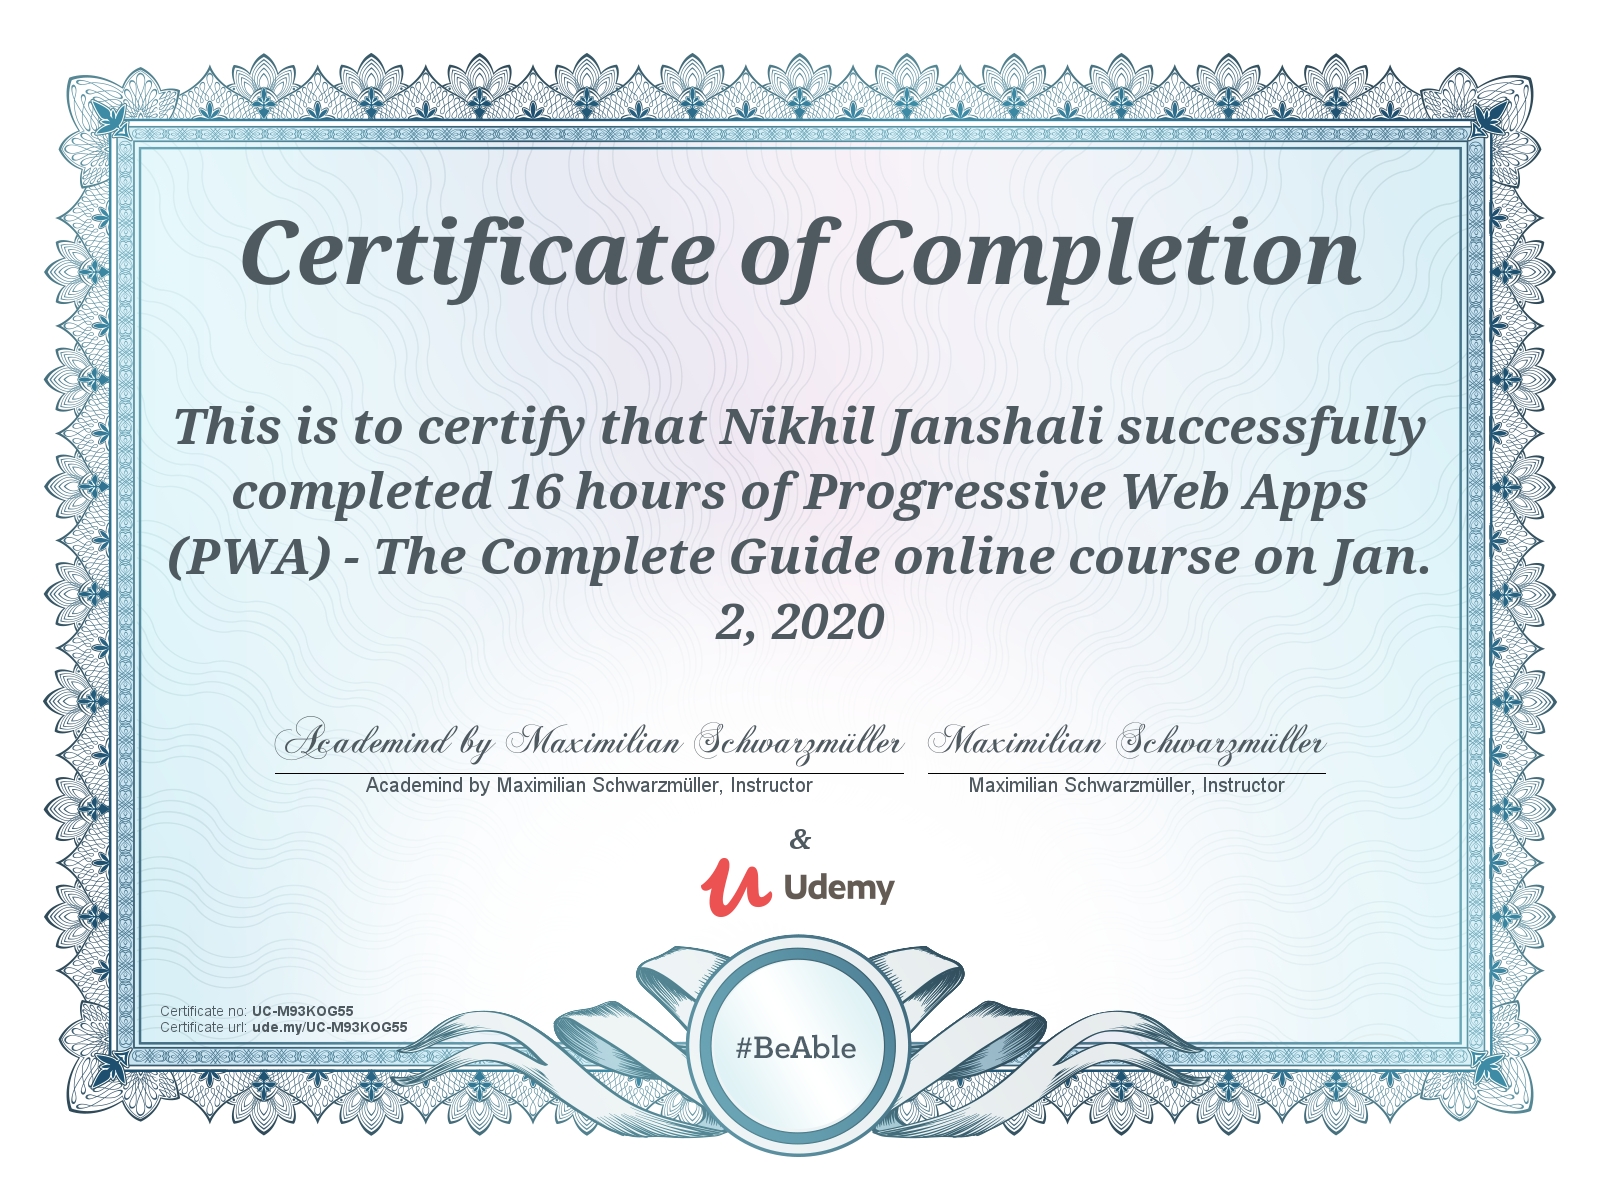 Certificate of Completion
This is to certify that Nikhil Janshali successfully
completed 16 hours of Progressive Web Apps
(PWA) - The Complete Guide online course on Jan.
2, 2020
Academind by Maximilian Schwarzmüller Maximilian Schwarzmüller
Academind by Maximilian Schwarzmüller, Instructor Maximilian Schwarzmüller, Instructor
&
Udemy
Certificate no: UC-M93KOG55
Certificate url: ude.my/UC-M93KOG55
#BeAble